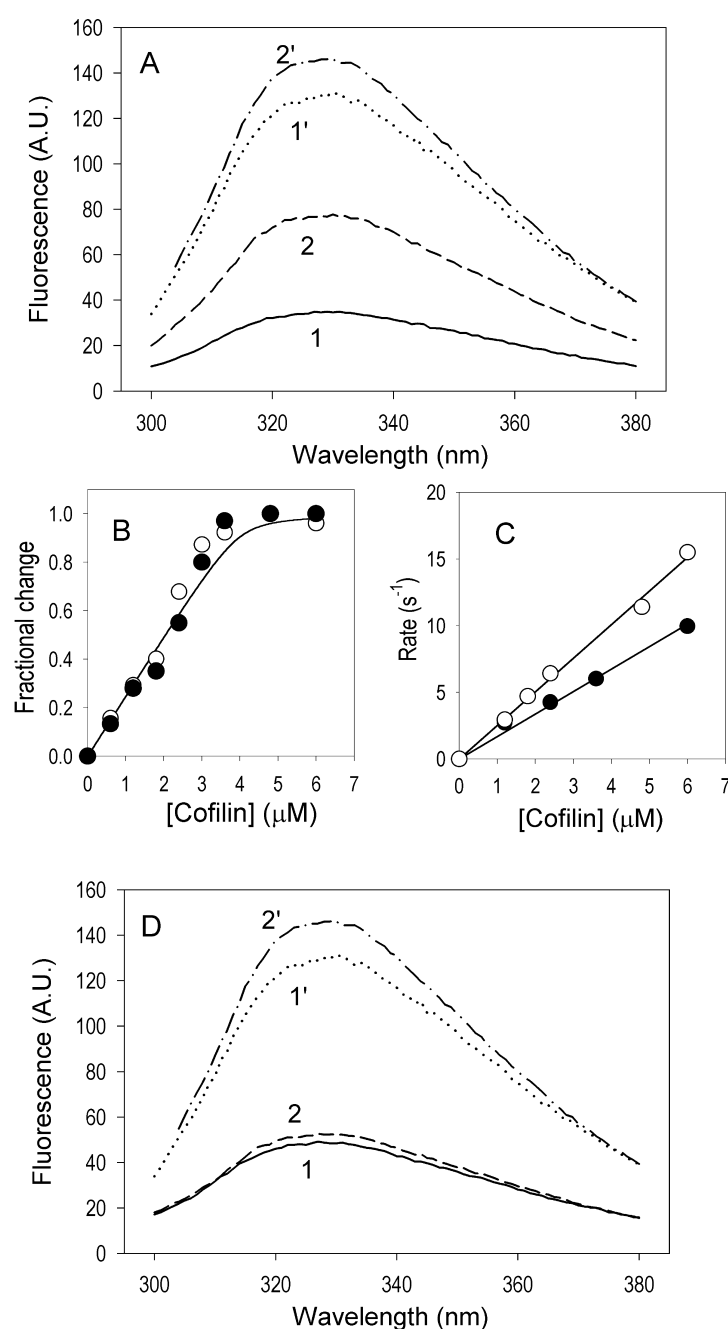 A
160
140
120
100
80
60
40
20
0
Fluorescence (A.U.)
2'
1'
2
1
300 320 340 360 380
Wavelength (nm)
B
1.0
0.8
0.6
0.4
0.2
0.0
Fractional change
0 1 2 3 4 5 6 7
[Cofilin] (μM)
C
20
15
10
5
0
Rate (s-1)
0 1 2 3 4 5 6 7
[Cofilin] (μM)
D
160
140
120
100
80
60
40
20
0
Fluorescence (A.U.)
2'
1'
2
1
300 320 340 360 380
Wavelength (nm)